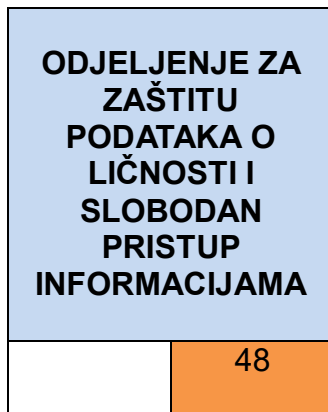 ODJELJENJE ZA
ZAŠTITU
PODATAKA O
LIČNOSTI I
SLOBODAN
PRISTUP
INFORMACIJAMA
48